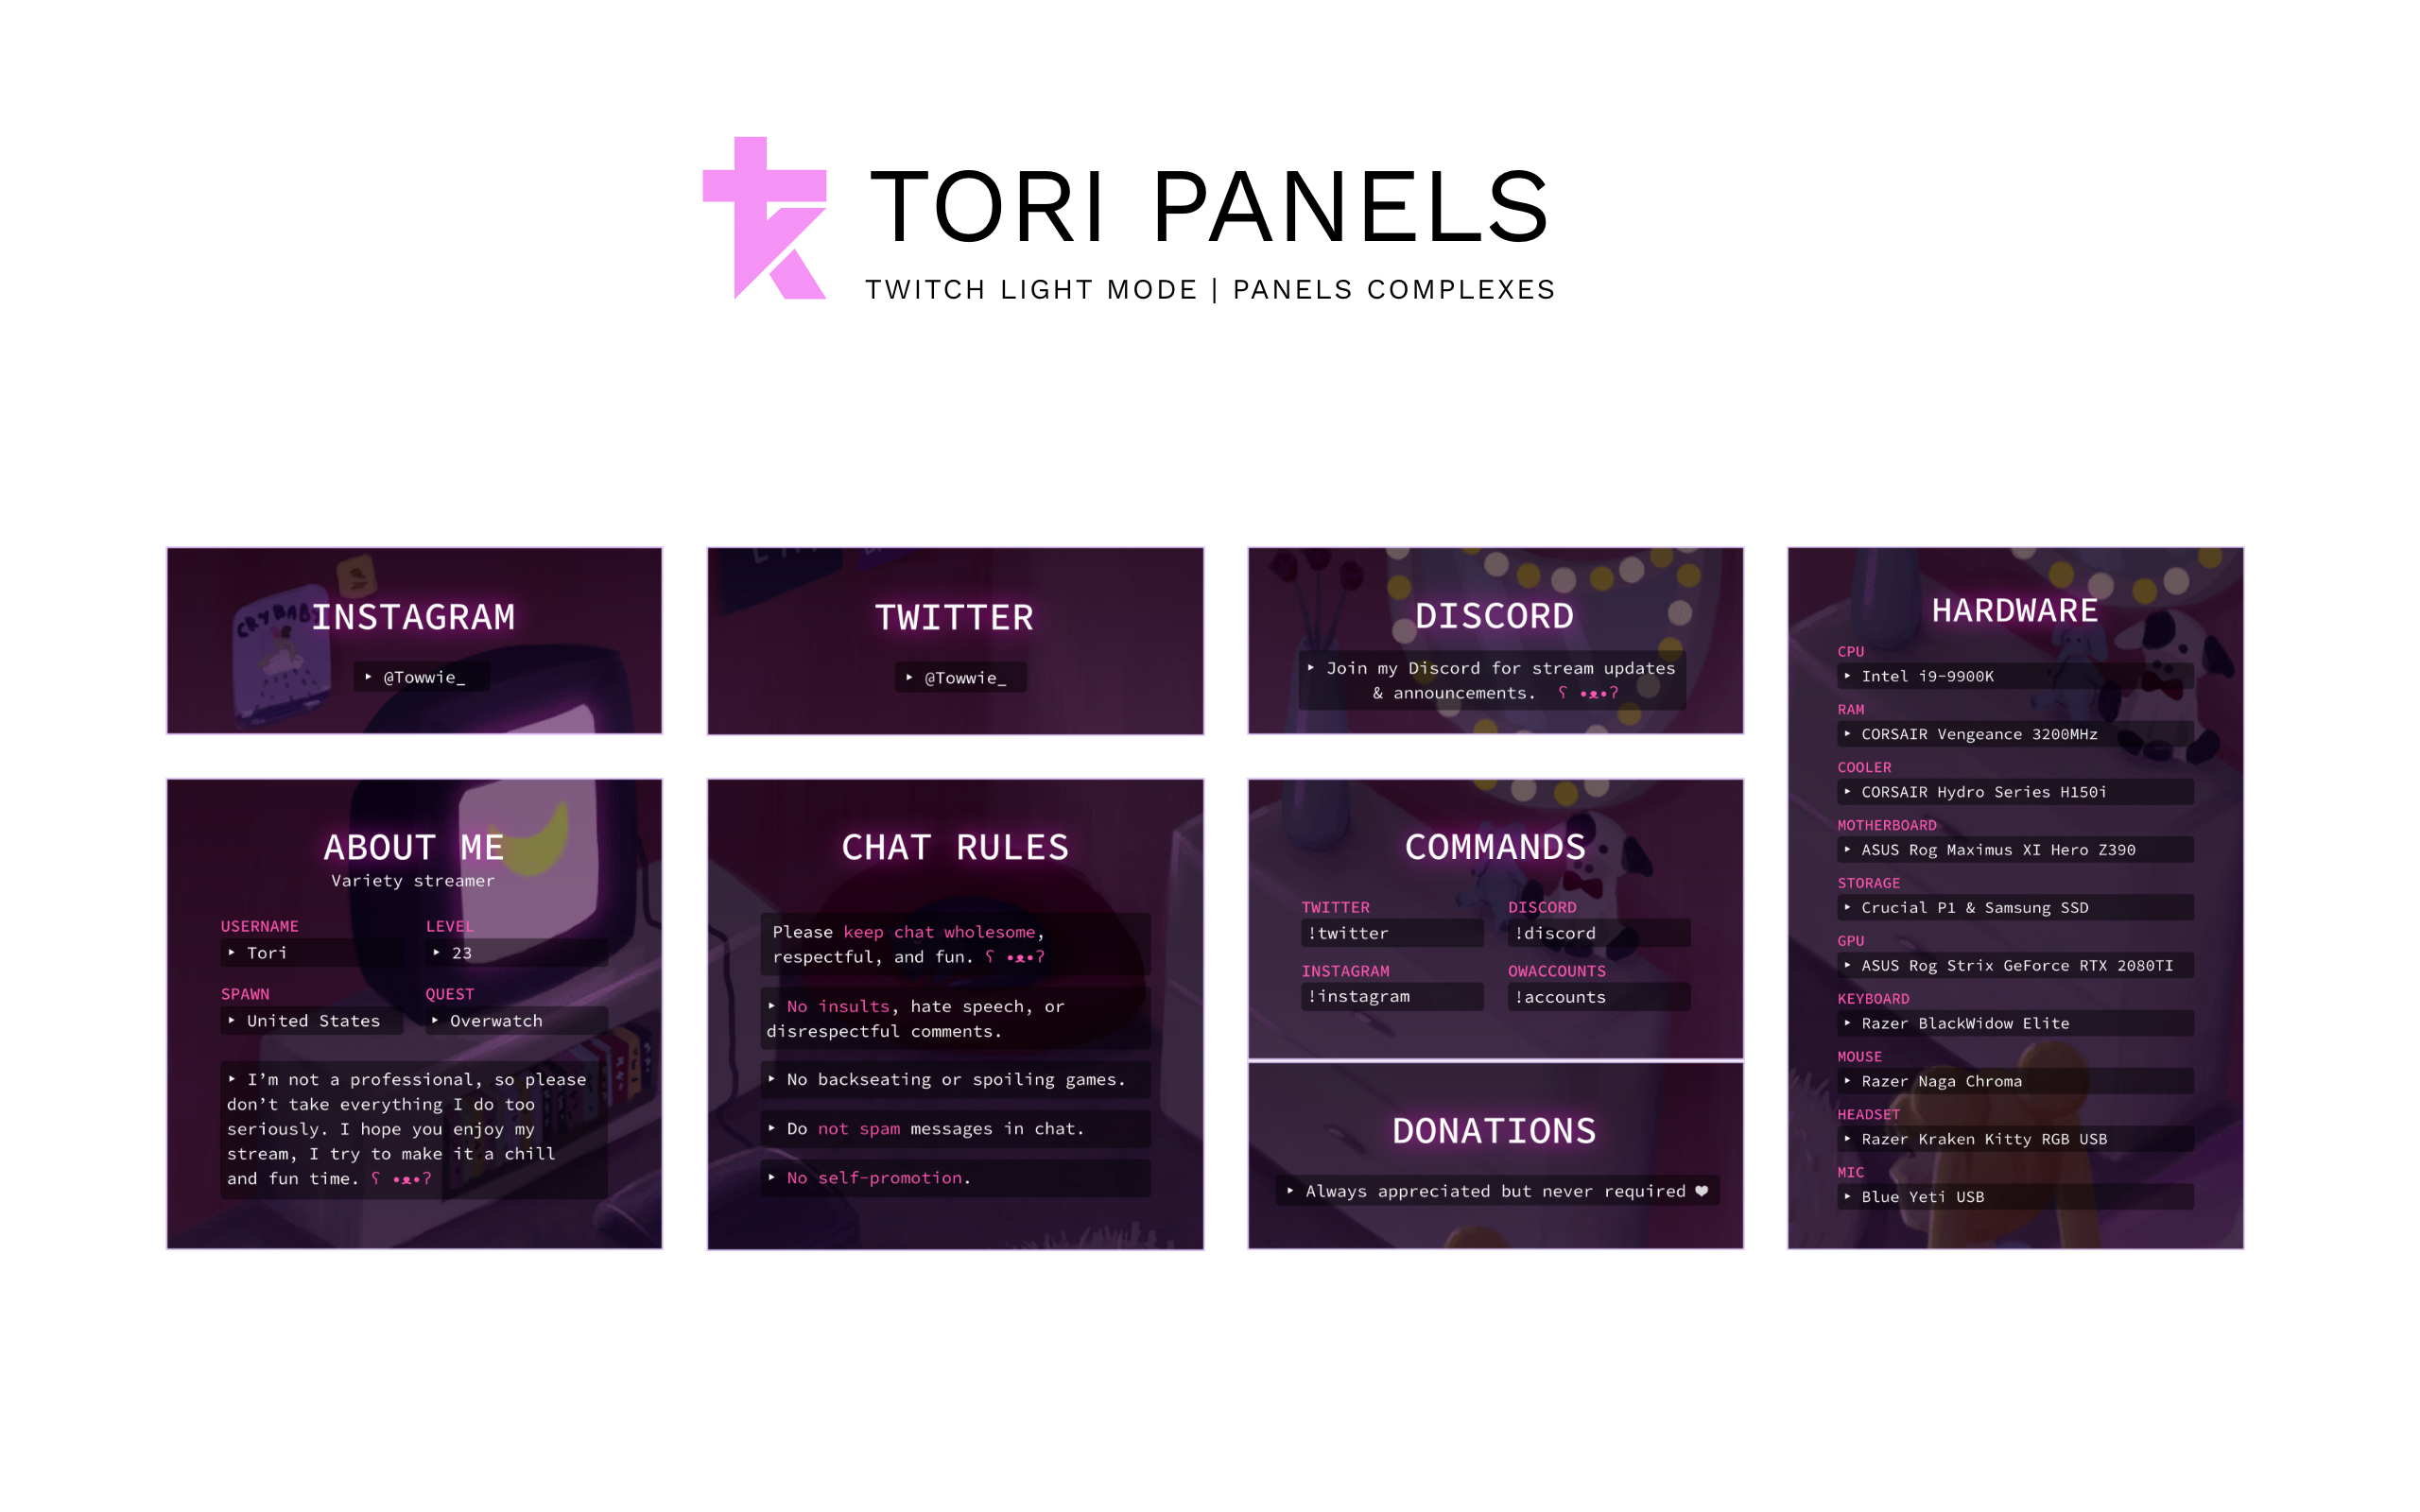 TORI PANELS
TWITCH LIGHT MODE | PANELS COMPLEXES
CRY BABY
INSTAGRAM
‣ @Towwie_
TWITTER
‣ @Towwie_
DISCORD
‣ Join my Discord for stream updates
& announcements. ʕ •ᴥ•ʔ
ABOUT ME
Variety streamer
USERNAME
‣ Tori
LEVEL
‣ 23
SPAWN
‣ United States
QUEST
‣ Overwatch
‣ I’m not a professional, so please
don’t take everything I do too
seriously. I hope you enjoy my
stream, I try to make it a chill
and fun time. ʕ •ᴥ•ʔ
CHAT RULES
Please keep chat wholesome,
respectful, and fun. ʕ •ᴥ•ʔ
‣ No insults, hate speech, or
disrespectful comments.
‣ No backseating or spoiling games.
‣ Do not spam messages in chat.
‣ No self-promotion.
COMMANDS
TWITTER
!twitter
DISCORD
!discord
INSTAGRAM
!instagram
OWACCOUNTS
!accounts
DONATIONS
‣ Always appreciated but never required ❤
HARDWARE
CPU
‣ Intel i9-9900K
RAM
‣ CORSAIR Vengeance 3200MHz
COOLER
‣ CORSAIR Hydro Series H150i
MOTHERBOARD
‣ ASUS Rog Maximus XI Hero Z390
STORAGE
‣ Crucial P1 & Samsung SSD
GPU
‣ ASUS Rog Strix GeForce RTX 2080TI
KEYBOARD
‣ Razer BlackWidow Elite
MOUSE
‣ Razer Naga Chroma
HEADSET
‣ Razer Kraken Kitty RGB USB
MIC
‣ Blue Yeti USB